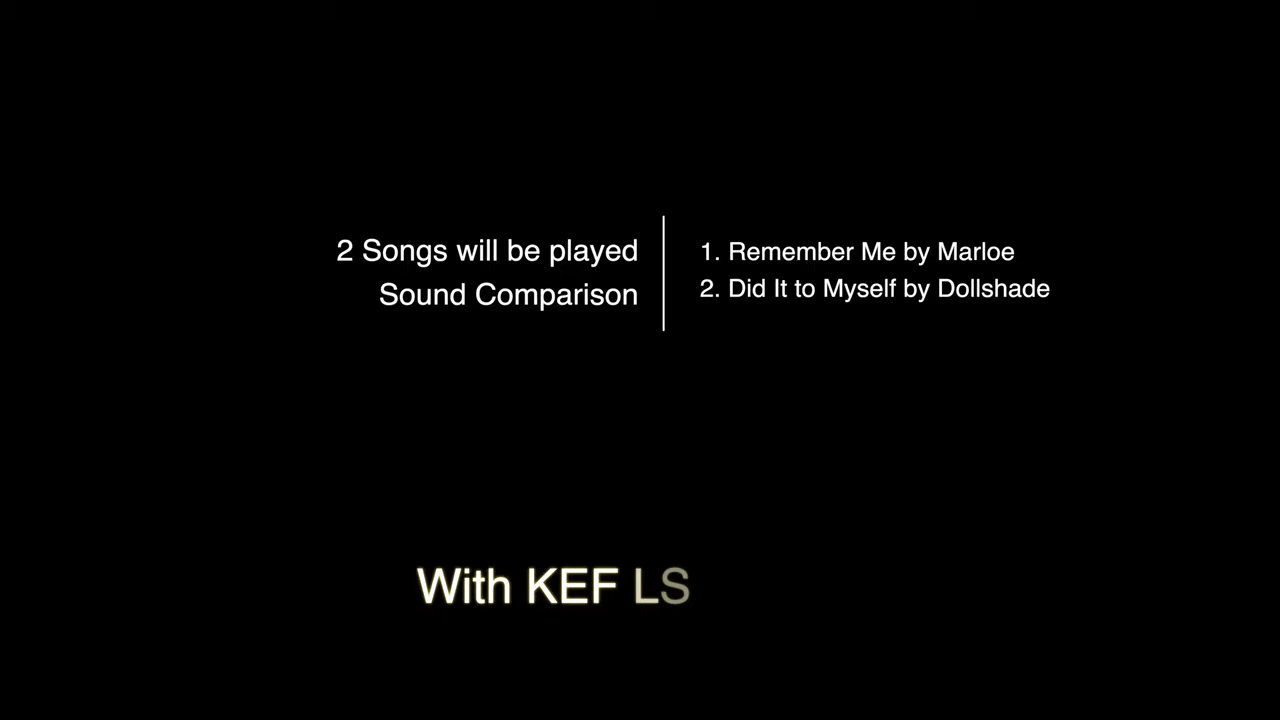 2 Songs will be played
Sound Comparison
1. Remember Me by Marloe
2. Did It to Myself by Dollshade
With KEF LS